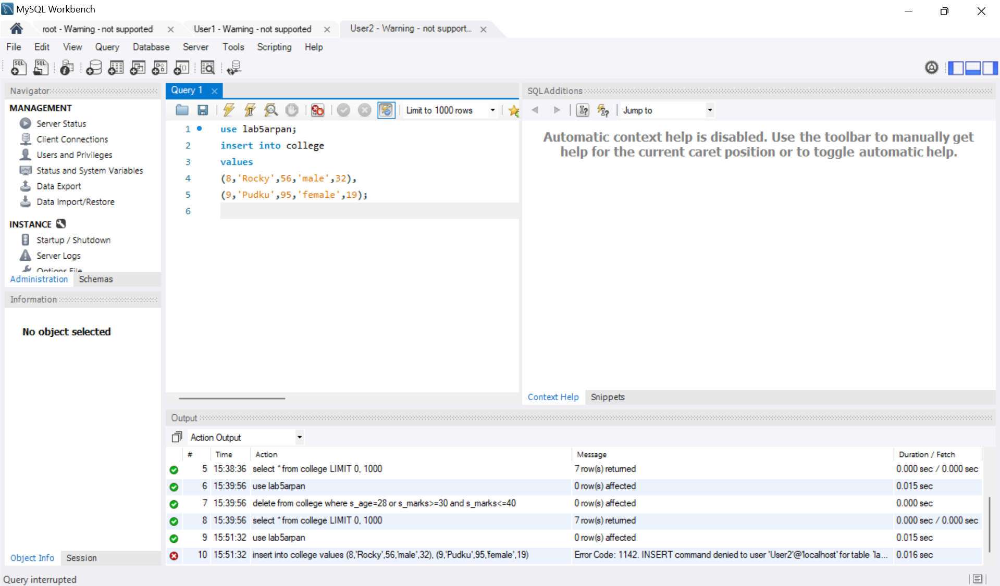 MySQL Workbench
root - Warning - not supported
User1 - Warning - not supported
User2 - Warning - not support...
File Edit View Query Database Server Tools Scripting Help
Navigator
MANAGEMENT
Server Status
Client Connections
Users and Privileges
Status and System Variables
Data Export
Data Import/Restore
INSTANCE
Startup / Shutdown
Server Logs
Options File
Administration Schemas
Information
No object selected
Object Info Session
Query 1
Limit to 1000 rows
1 use lab5arpan;
2 insert into college
3 values
4 (8,'Rocky',56,'male',32),
5 (9,'Pudku',95,'female',19);
6
SQLAdditions
Jump to
Automatic context help is disabled. Use the toolbar to manually get
help for the current caret position or to toggle automatic help.
Context Help Snippets
Output
Action Output
# Time Action Message Duration / Fetch
5 15:38:36 select * from college LIMIT 0, 1000 7 row(s) returned 0.000 sec / 0.000 sec
6 15:39:56 use lab5arpan 0 row(s) affected 0.015 sec
7 15:39:56 delete from college where s_age=28 or s_marks>=30 and s_marks<=40 0 row(s) affected 0.000 sec
8 15:39:56 select * from college LIMIT 0, 1000 7 row(s) returned 0.000 sec / 0.000 sec
9 15:51:32 use lab5arpan 0 row(s) affected 0.015 sec
10 15:51:32 insert into college values (8,'Rocky',56,'male',32), (9,'Pudku',95,'female',19) Error Code: 1142. INSERT command denied to user 'User2'@'localhost' for table 'la... 0.016 sec
Query interrupted